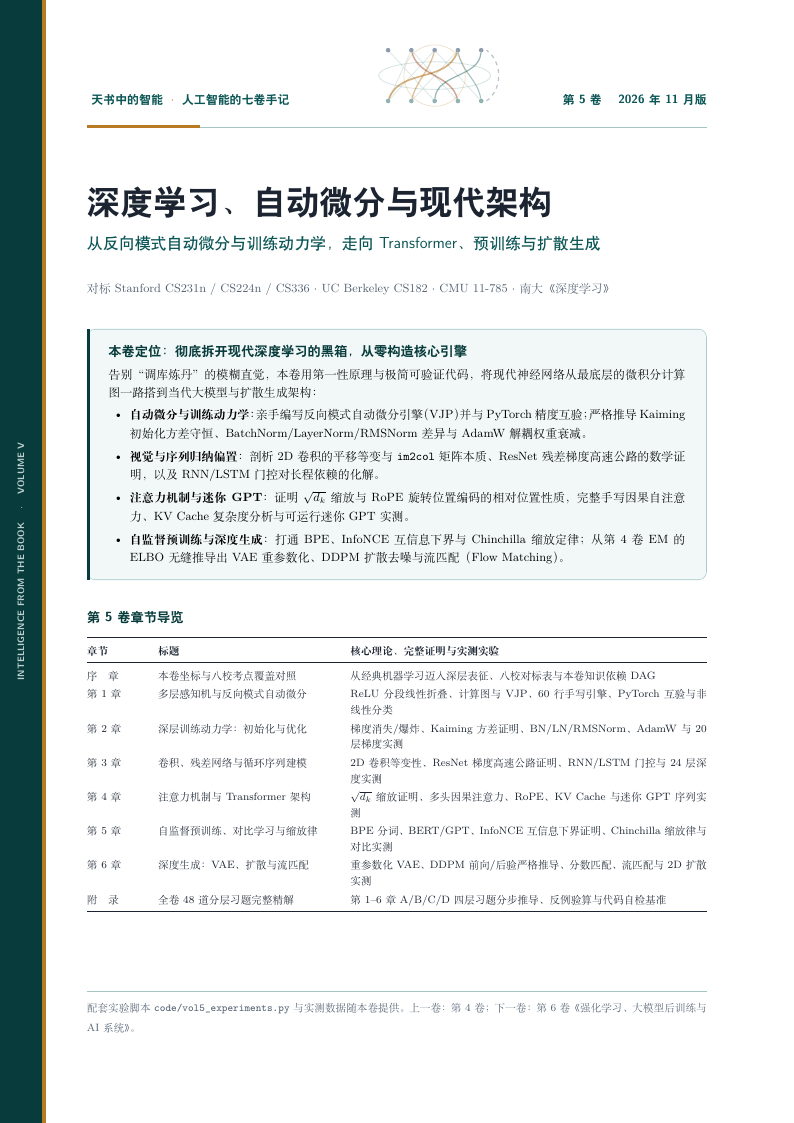 天书中的智能 · 人工智能的七卷手记
第 5 卷 2026 年 11 月版
深度学习、自动微分与现代架构
从反向模式自动微分与训练动力学，走向 Transformer、预训练与扩散生成
对标 Stanford CS231n / CS224n / CS336 · UC Berkeley CS182 · CMU 11-785 · 南大《深度学习》
本卷定位：彻底拆开现代深度学习的黑箱，从零构造核心引擎
告别“调库炼丹”的模糊直觉，本卷用第一性原理与极简可验证代码，将现代神经网络从最底层的微积分计算
图一路搭到当代大模型与扩散生成架构：
• 自动微分与训练动力学：亲手编写反向模式自动微分引擎(VJP)并与 PyTorch 精度互验；严格推导 Kaiming
初始化方差守恒、BatchNorm/LayerNorm/RMSNorm 差异与 AdamW 解耦权重衰减。
• 视觉与序列归纳偏置：剖析 2D 卷积的平移等变与 im2col 矩阵本质、ResNet 残差梯度高速公路的数学证
明，以及 RNN/LSTM 门控对长程依赖的化解。
• 注意力机制与迷你 GPT：证明 √d_k 缩放与 RoPE 旋转位置编码的相对位置性质，完整手写因果自注意
力、KV Cache 复杂度分析与可运行迷你 GPT 实测。
• 自监督预训练与深度生成：打通 BPE、InfoNCE 互信息下界与 Chinchilla 缩放定律；从第 4 卷 EM 的
ELBO 无缝推导出 VAE 重参数化、DDPM 扩散去噪与流匹配（Flow Matching）。
INTELLIGENCE FROM THE BOOK · VOLUME V
第 5 卷章节导览
章节 标题 核心理论、完整证明与实测实验
序 章 本卷坐标与八校考点覆盖对照 从经典机器学习迈入深层表征、八校对标表与本卷知识依赖 DAG
第 1 章 多层感知机与反向模式自动微分 ReLU 分段线性折叠、计算图与 VJP、60 行手写引擎、PyTorch 互验与非
线性分类
第 2 章 深层训练动力学：初始化与优化 梯度消失/爆炸、Kaiming 方差证明、BN/LN/RMSNorm、AdamW 与 20
层梯度实测
第 3 章 卷积、残差网络与循环序列建模 2D 卷积等变性、ResNet 梯度高速公路证明、RNN/LSTM 门控与 24 层深
度实测
第 4 章 注意力机制与 Transformer 架构 √d_k 缩放证明、多头因果注意力、RoPE、KV Cache 与迷你 GPT 序列实
测
第 5 章 自监督预训练、对比学习与缩放律 BPE 分词、BERT/GPT、InfoNCE 互信息下界证明、Chinchilla 缩放律与
对比实测
第 6 章 深度生成：VAE、扩散与流匹配 重参数化 VAE、DDPM 前向/后验严格推导、分数匹配、流匹配与 2D 扩散
实测
附 录 全卷 48 道分层习题完整精解 第 1–6 章 A/B/C/D 四层习题分步推导、反例验算与代码自检基准
配套实验脚本 code/vol5_experiments.py 与实测数据随本卷提供。上一卷：第 4 卷；下一卷：第 6 卷《强化学习、大模型后训练与
AI 系统》。